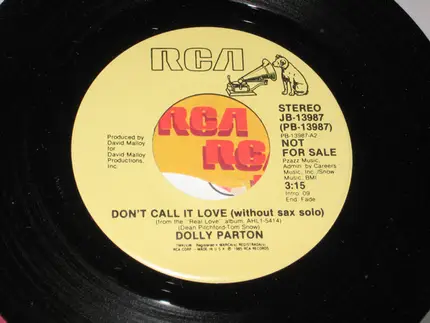 RCA
STEREO
JB-13987
(PB-13987)
PB-13987-A2
NOT
FOR SALE
Pzazz Music,
Admin by Careers
Music, Inc./Snow
Music, BMI
3:15
Intro: 09
End: Fade
Produced by
David Malloy
for
David Malloy
Productions,
Inc.
RCA
RC
DON'T CALL IT LOVE (without sax solo)
(from the "Real Love" album, AHL1-5414)
(Dean Pitchford-Tom Snow)
DOLLY PARTON
RCA CORP. • MADE IN U.S.A. 1985 RCA RECORDS